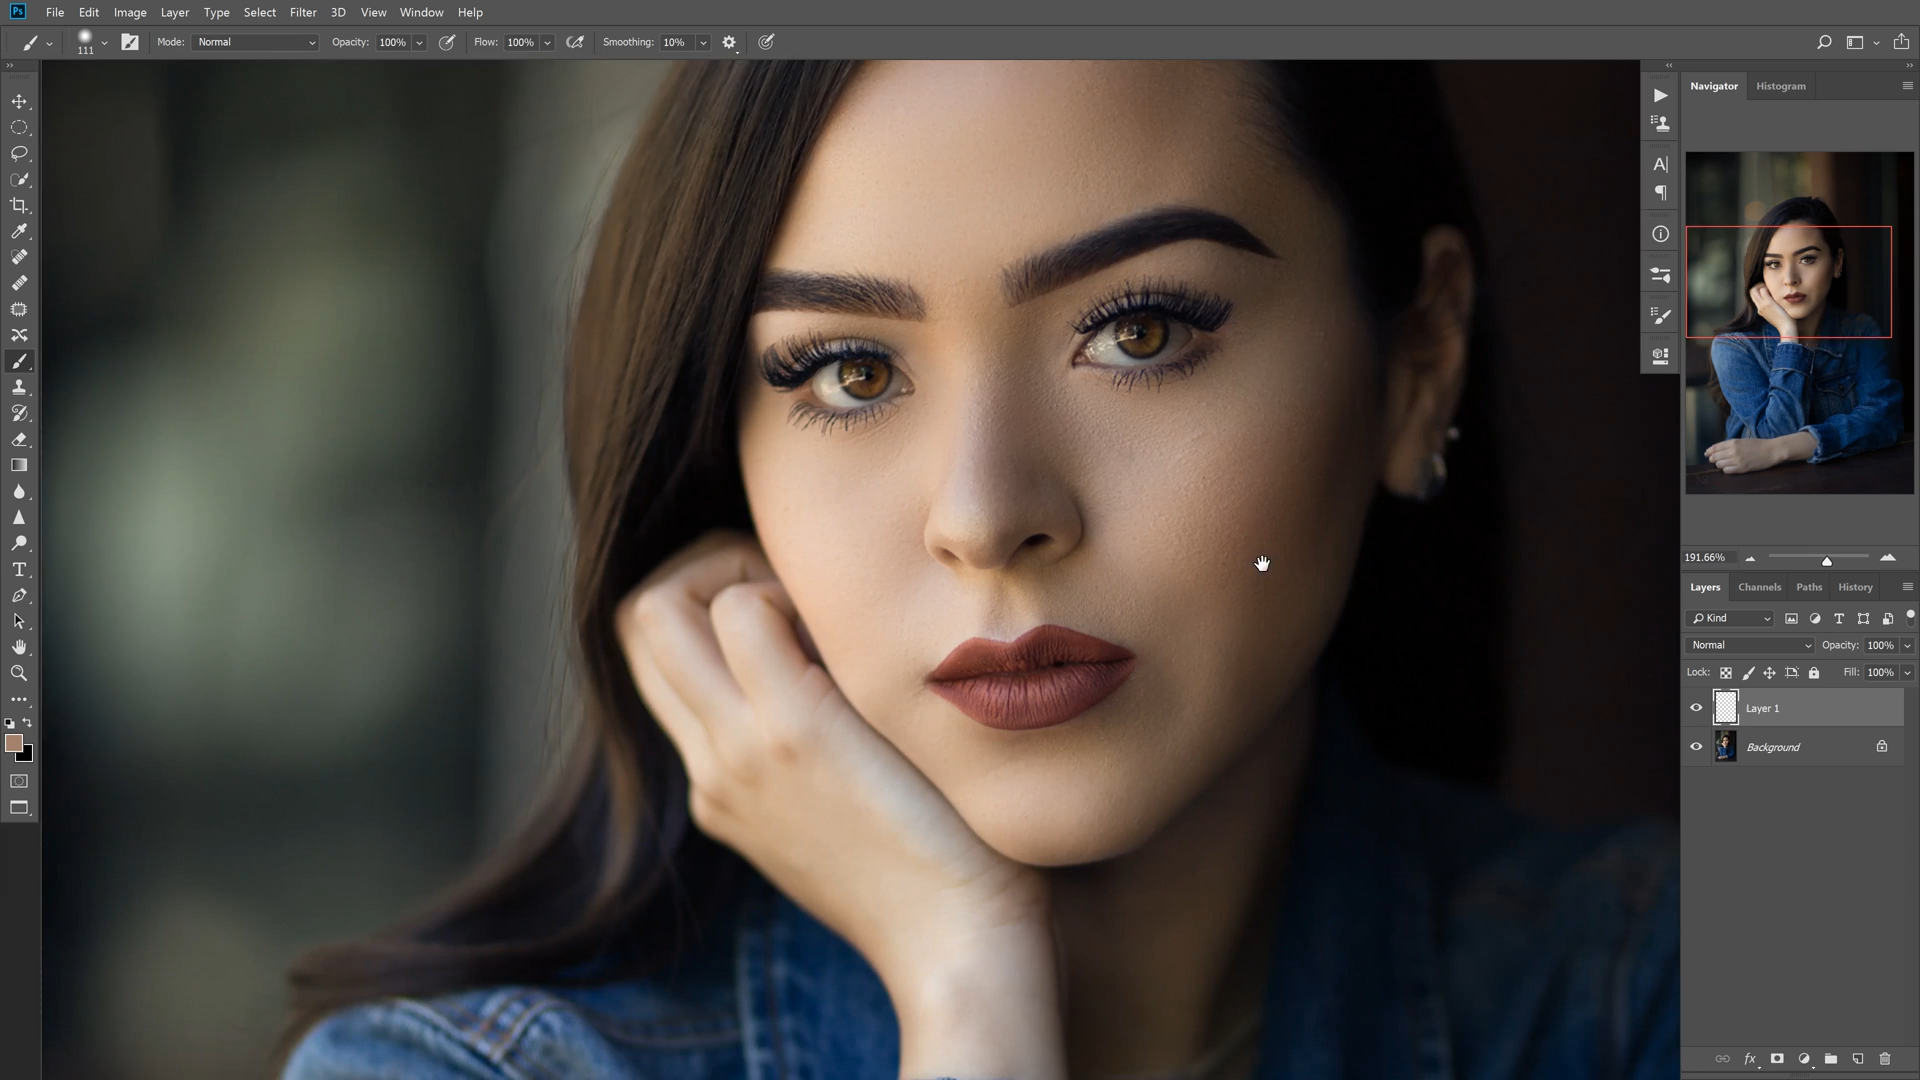 Ps File Edit Image Layer Type Select Filter 3D View Window Help
111 Mode: Normal Opacity: 100% Flow: 100% Smoothing: 10%
Navigator Histogram
191.66%
Layers Channels Paths History
Kind
Normal Opacity: 100%
Lock: Fill: 100%
Layer 1
Background
fx